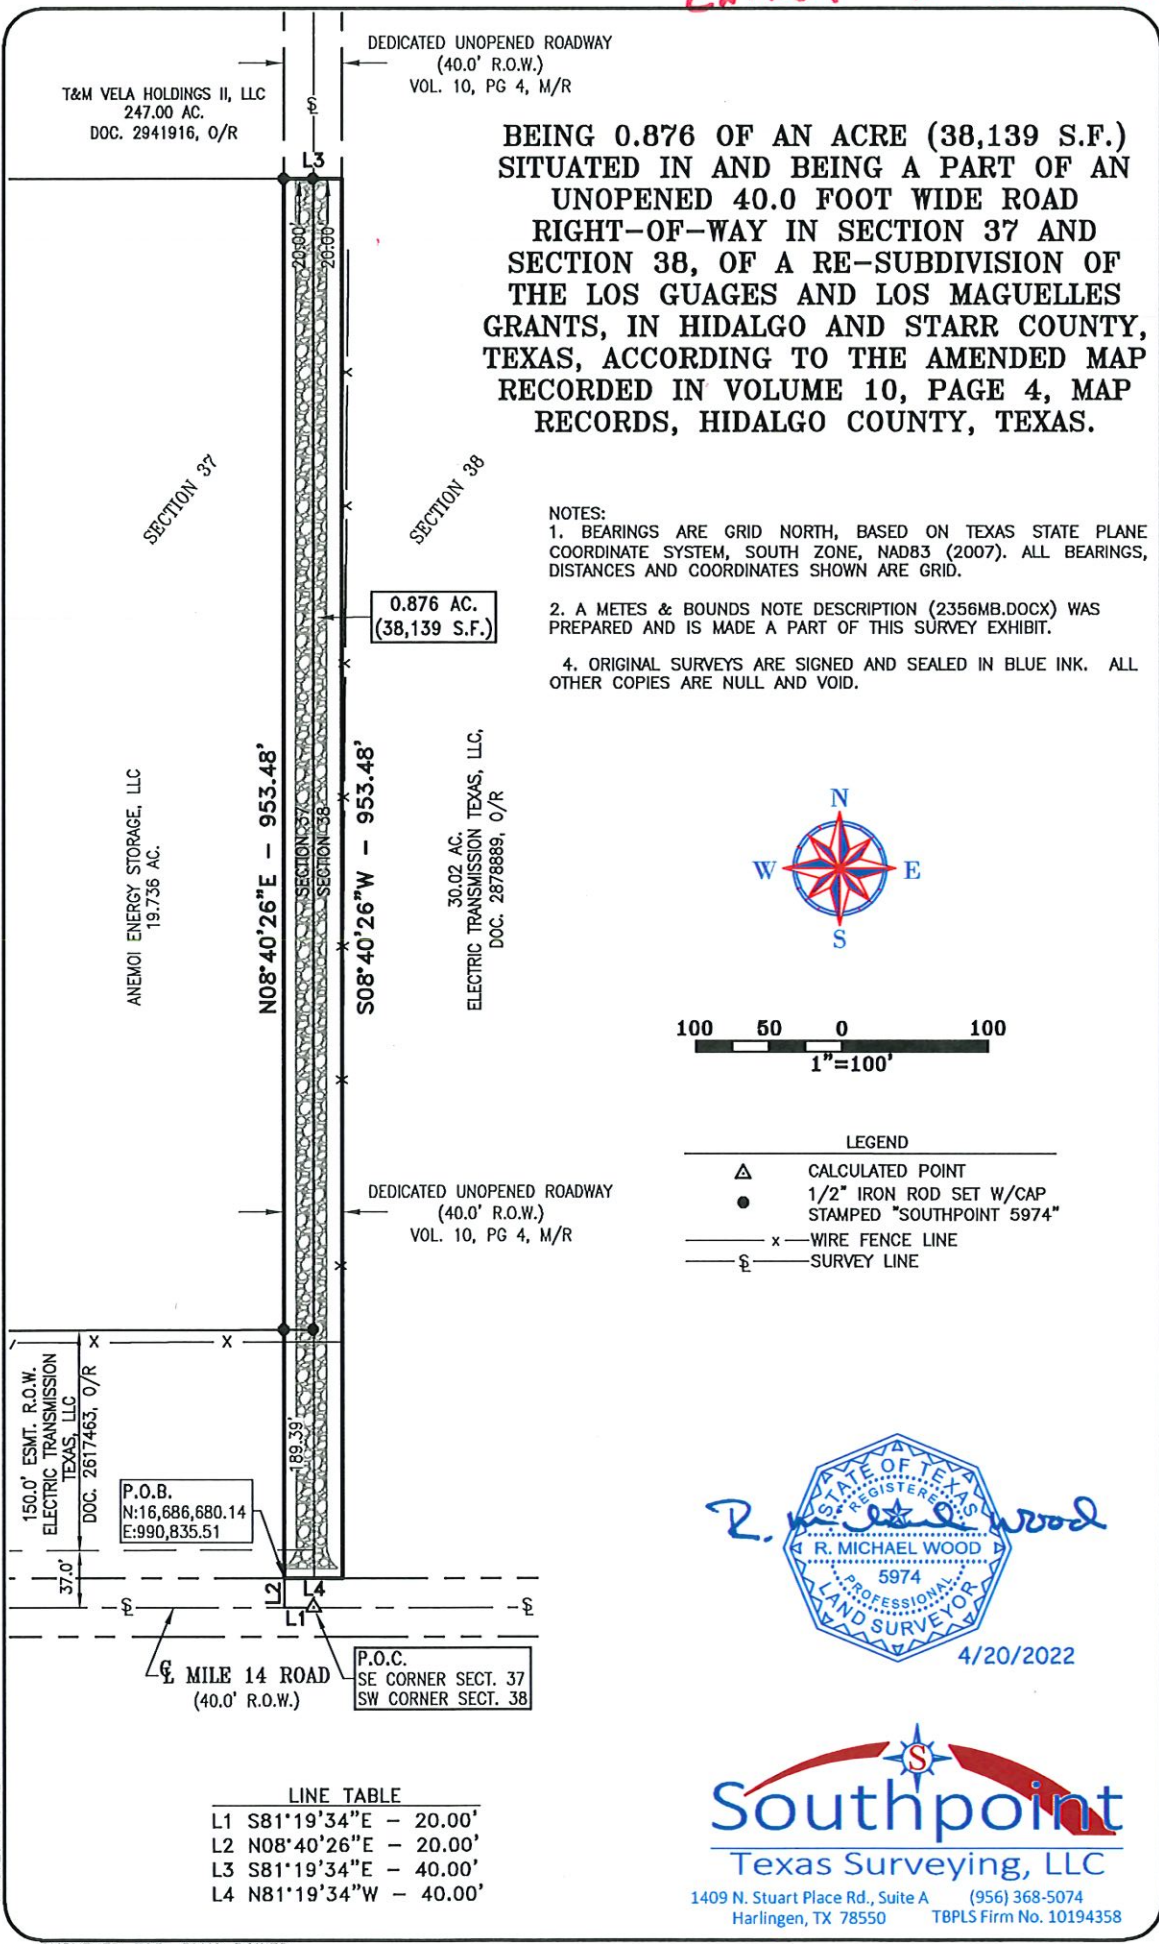 DEDICATED UNOPENED ROADWAY
(40.0' R.O.W.)
VOL. 10, PG 4, M/R
T&M VELA HOLDINGS II, LLC
247.00 AC.
DOC. 2941916, O/R
L3
20.00'
20.00'
BEING 0.876 OF AN ACRE (38,139 S.F.)
SITUATED IN AND BEING A PART OF AN
UNOPENED 40.0 FOOT WIDE ROAD
RIGHT-OF-WAY IN SECTION 37 AND
SECTION 38, OF A RE-SUBDIVISION OF
THE LOS GUAGES AND LOS MAGUELLES
GRANTS, IN HIDALGO AND STARR COUNTY,
TEXAS, ACCORDING TO THE AMENDED MAP
RECORDED IN VOLUME 10, PAGE 4, MAP
RECORDS, HIDALGO COUNTY, TEXAS.
SECTION 37
SECTION 38
NOTES:
1. BEARINGS ARE GRID NORTH, BASED ON TEXAS STATE PLANE
COORDINATE SYSTEM, SOUTH ZONE, NAD83 (2007). ALL BEARINGS,
DISTANCES AND COORDINATES SHOWN ARE GRID.
2. A METES & BOUNDS NOTE DESCRIPTION (2356MB.DOCX) WAS
PREPARED AND IS MADE A PART OF THIS SURVEY EXHIBIT.
4. ORIGINAL SURVEYS ARE SIGNED AND SEALED IN BLUE INK. ALL
OTHER COPIES ARE NULL AND VOID.
0.876 AC.
(38,139 S.F.)
ANEMOI ENERGY STORAGE, LLC
19.736 AC.
N08°40'26"E - 953.48'
SECTION 37
SECTION 38
S08°40'26"W - 953.48'
30.02 AC.
ELECTRIC TRANSMISSION TEXAS, LLC,
DOC. 2878889, O/R
N
W E
S
100 50 0 100
1"=100'
LEGEND
CALCULATED POINT
1/2" IRON ROD SET W/CAP
STAMPED "SOUTHPOINT 5974"
x WIRE FENCE LINE
SURVEY LINE
DEDICATED UNOPENED ROADWAY
(40.0' R.O.W.)
VOL. 10, PG 4, M/R
150.0' ESMT. R.O.W.
ELECTRIC TRANSMISSION
TEXAS, LLC
DOC. 2617463, O/R
189.39'
P.O.B.
N:16,686,680.14
E:990,835.51
37.0'
L2
L4
L1
MILE 14 ROAD
(40.0' R.O.W.)
P.O.C.
SE CORNER SECT. 37
SW CORNER SECT. 38
R. Michael Wood
STATE OF TEXAS
REGISTERED
R. MICHAEL WOOD
5974
PROFESSIONAL
LAND SURVEYOR
4/20/2022
LINE TABLE
L1 S81°19'34"E - 20.00'
L2 N08°40'26"E - 20.00'
L3 S81°19'34"E - 40.00'
L4 N81°19'34"W - 40.00'
S
Southpoint
Texas Surveying, LLC
1409 N. Stuart Place Rd., Suite A (956) 368-5074
Harlingen, TX 78550 TBPLS Firm No. 10194358